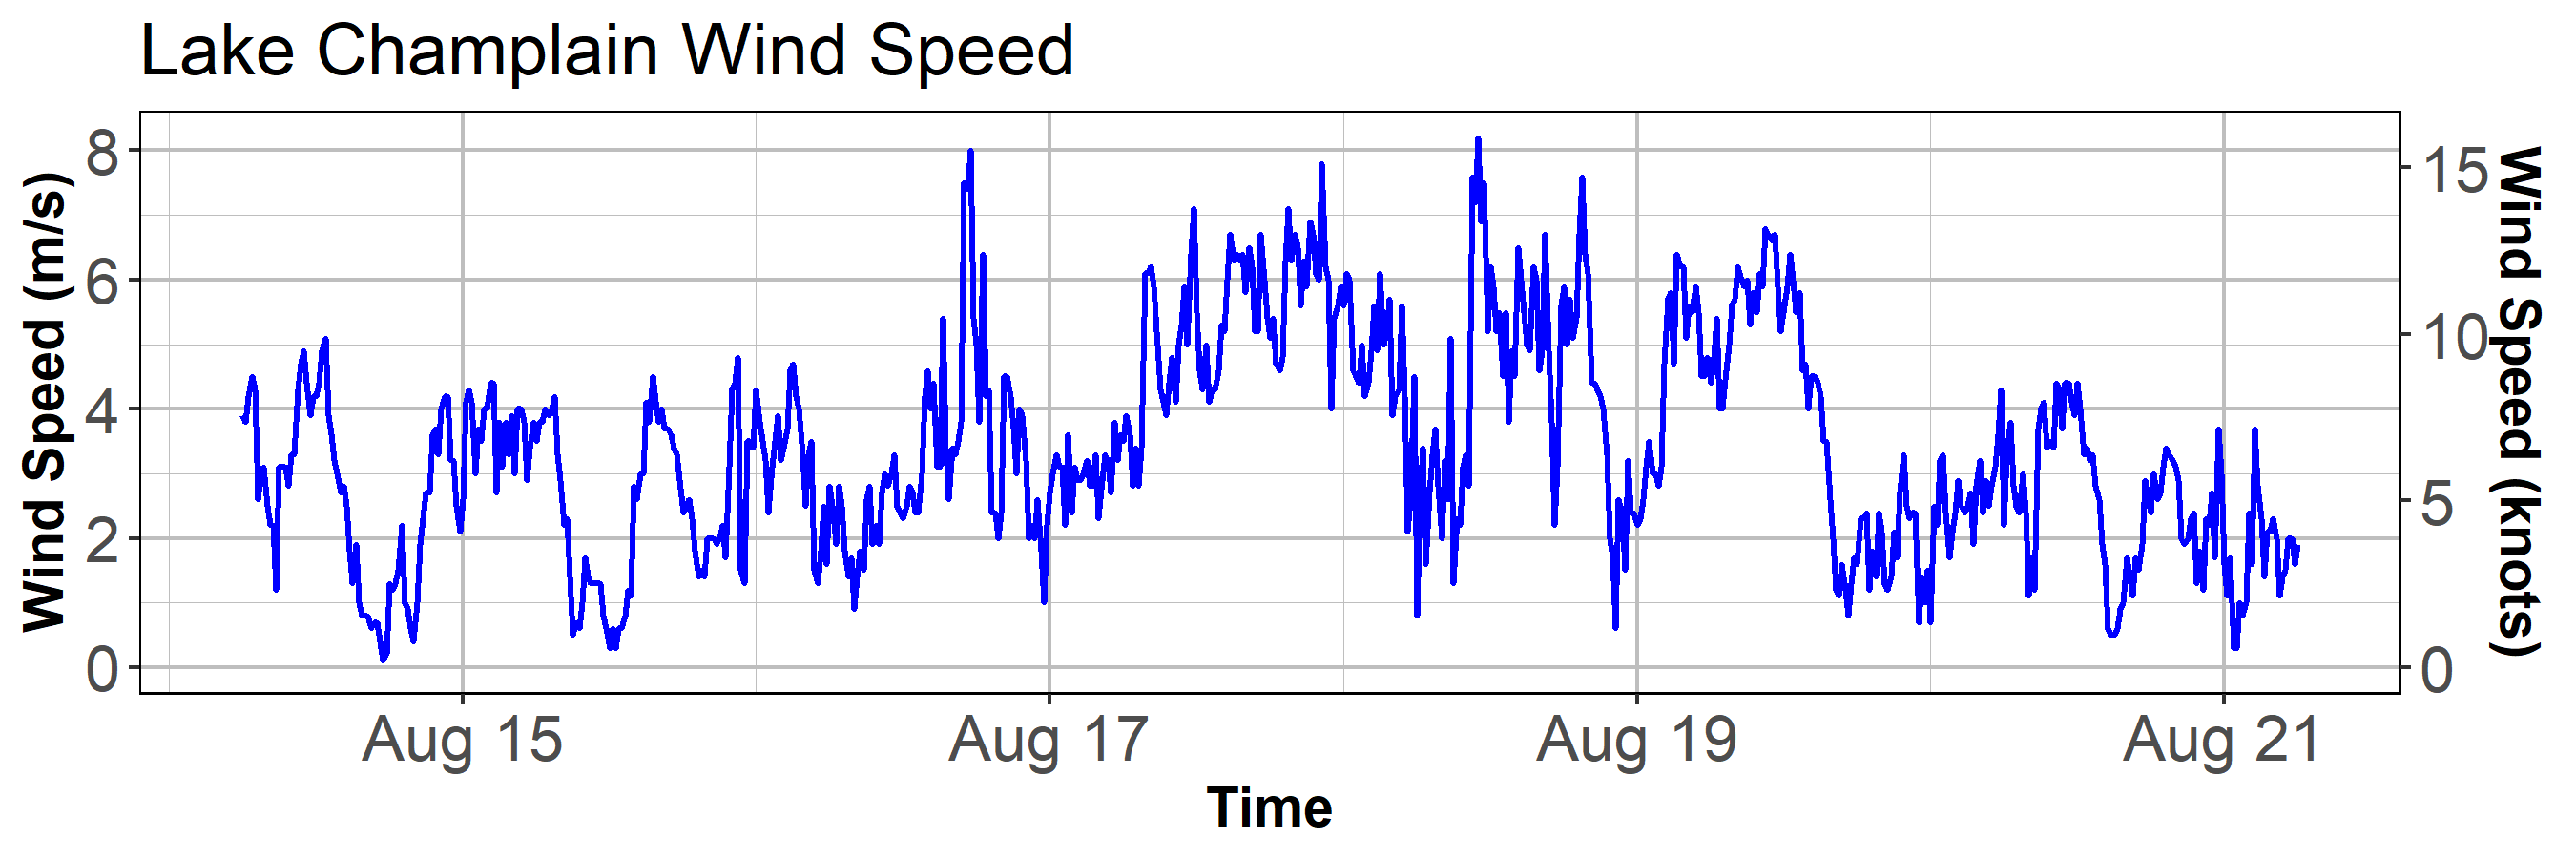 Lake Champlain Wind Speed
Wind Speed (m/s)
8
6
4
2
0
15
10
5
0
Wind Speed (knots)
Aug 15 Aug 17 Aug 19 Aug 21
Time